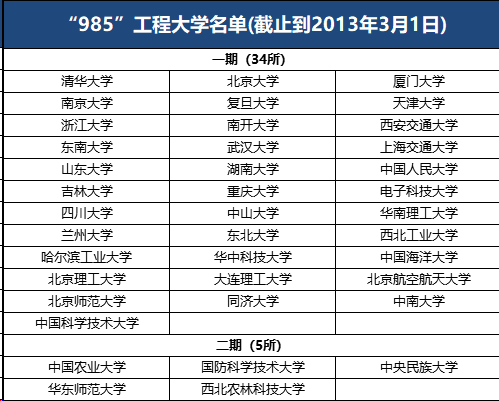 “985”工程大学名单(截止到2013年3月1日)
一期（34所）
清华大学 北京大学 厦门大学
南京大学 复旦大学 天津大学
浙江大学 南开大学 西安交通大学
东南大学 武汉大学 上海交通大学
山东大学 湖南大学 中国人民大学
吉林大学 重庆大学 电子科技大学
四川大学 中山大学 华南理工大学
兰州大学 东北大学 西北工业大学
哈尔滨工业大学 华中科技大学 中国海洋大学
北京理工大学 大连理工大学 北京航空航天大学
北京师范大学 同济大学 中南大学
中国科学技术大学
二期（5所）
中国农业大学 国防科学技术大学 中央民族大学
华东师范大学 西北农林科技大学